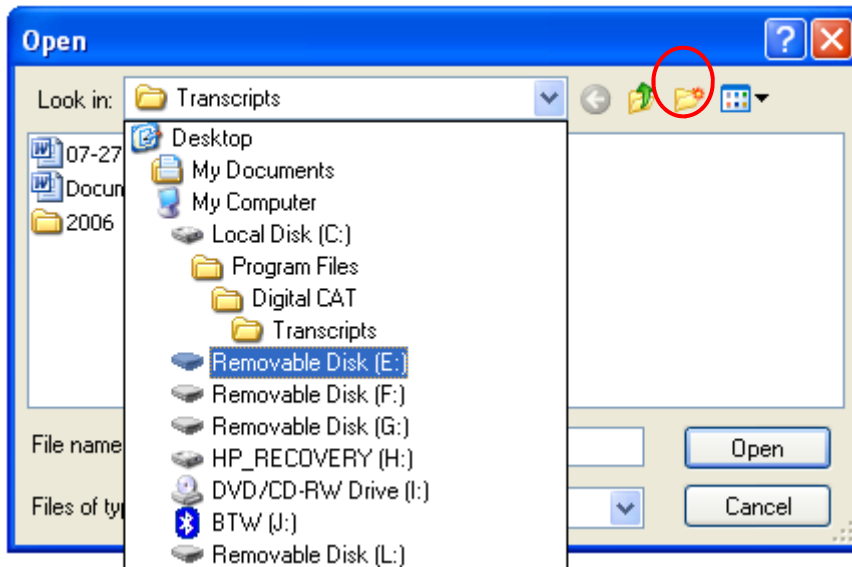 Open
Look in: Transcripts
Desktop
07-27
My Documents
Docum
My Computer
2006
Local Disk (C:)
Program Files
Digital CAT
Transcripts
Removable Disk (E:)
Removable Disk (F:)
Removable Disk (G:)
File name
Open
HP_RECOVERY (H:)
DVD/CD-RW Drive (I:)
Files of ty
Cancel
BTW (J:)
Removable Disk (L:)